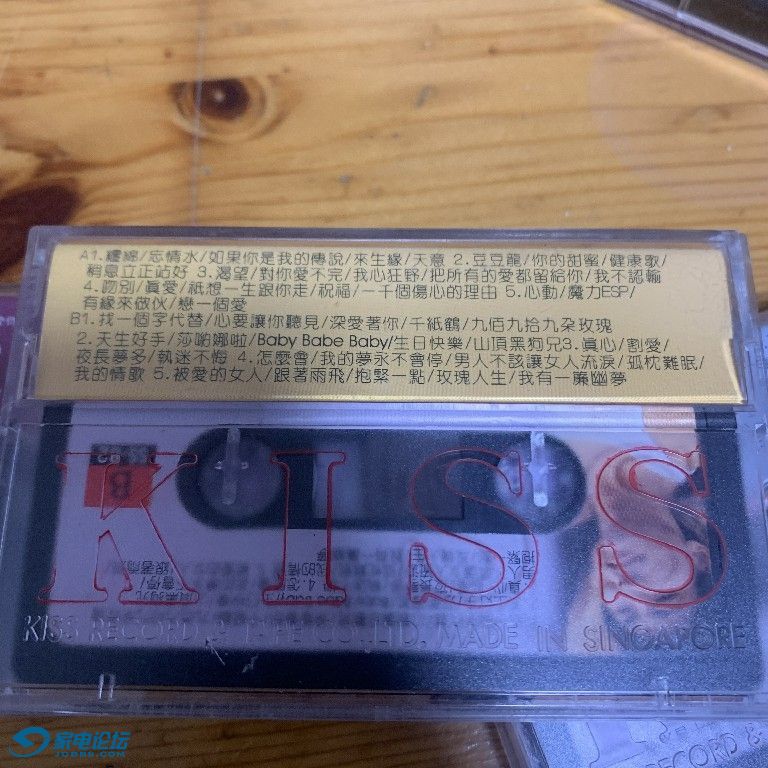 A1.纏綿/忘情水/如果你是我的傳說/來生緣/天意 2.豆豆龍/你的甜蜜/健康歌/
稍息立正站好 3.渴望/對你愛不完/我心狂野/把所有的愛都留給你/我不認輸
4.吻別/真愛/祇想一生跟你走/祝福/一千個傷心的理由 5.心動/魔力ESP/
有緣來做伙/戀一個愛
B1.找一個字代替/心要讓你聽見/深愛著你/千紙鶴/九佰九拾九朵玫瑰
2.天生好手/莎喲娜啦/Baby Babe Baby/生日快樂/山頂黑狗兄3.真心/割愛/
夜長夢多/執迷不悔 4.怎麼會/我的夢永不會停/男人不該讓女人流淚/孤枕難眠/
我的情歌 5.被愛的女人/跟著雨飛/抱緊一點/玫瑰人生/我有一簾幽夢
B
KISS
KISS RECORD & TAPE CO. LTD. MADE IN SINGAPORE
RECORD &
家电论坛
JDBBS.COM